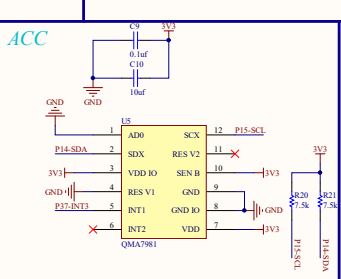 ACC
C9
3V3
0.1uf
C10
10uf
GND
GND
U5
1 AD0 SCX 12 P15-SCL
P14-SDA 2 SDX RES V2 11
3V3 3 VDD IO SEN B 10 3V3
GND 4 RES V1 GND 9
P37-INT3 5 INT1 GND IO 8 GND
6 INT2 VDD 7 3V3
QMA7981
3V3
R20 R21
7.5k 7.5k
P15-SCL
P14-SDA